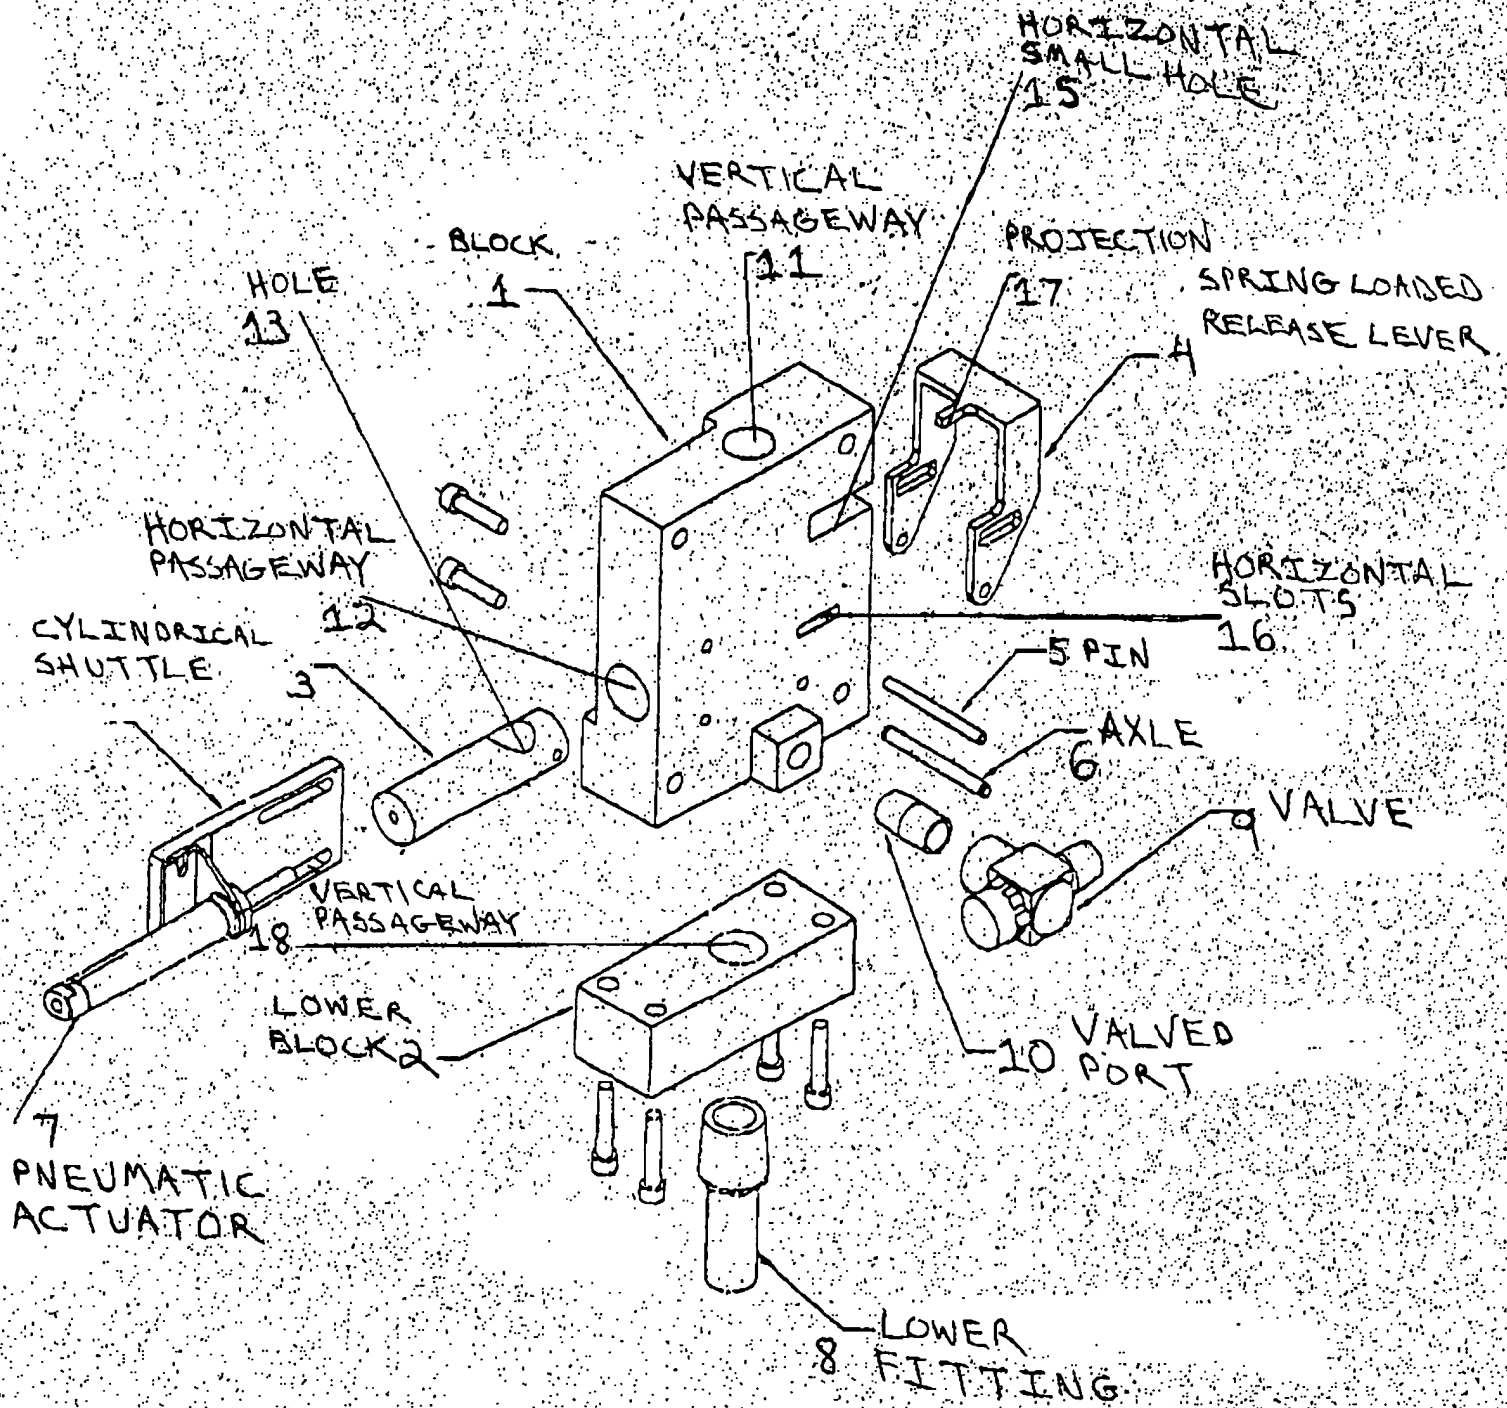 HORIZONTAL
SMALL HOLE
15
VERTICAL
PASSAGEWAY
11
BLOCK
1
PROJECTION
17
HOLE
13
SPRING LOADED
RELEASE LEVER
4
HORIZONTAL
PASSAGEWAY
12
HORIZONTAL
SLOTS
16
CYLINDRICAL
SHUTTLE
3
5 PIN
AXLE
6
9 VALVE
VERTICAL
PASSAGEWAY
18
LOWER
BLOCK 2
10 VALVED
PORT
7
PNEUMATIC
ACTUATOR
8 LOWER
FITTING